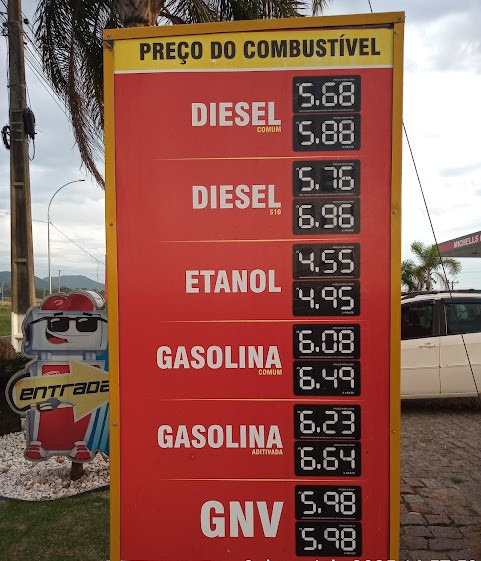 PREÇO DO COMBUSTÍVEL
DIESEL
COMUM
5.68
5.88
DIESEL
S10
5.76
6.96
ETANOL
4.55
4.95
GASOLINA
COMUM
6.08
6.49
GASOLINA
ADITIVADA
6.23
6.64
GNV
5.98
5.98
entrada
MICHELLS